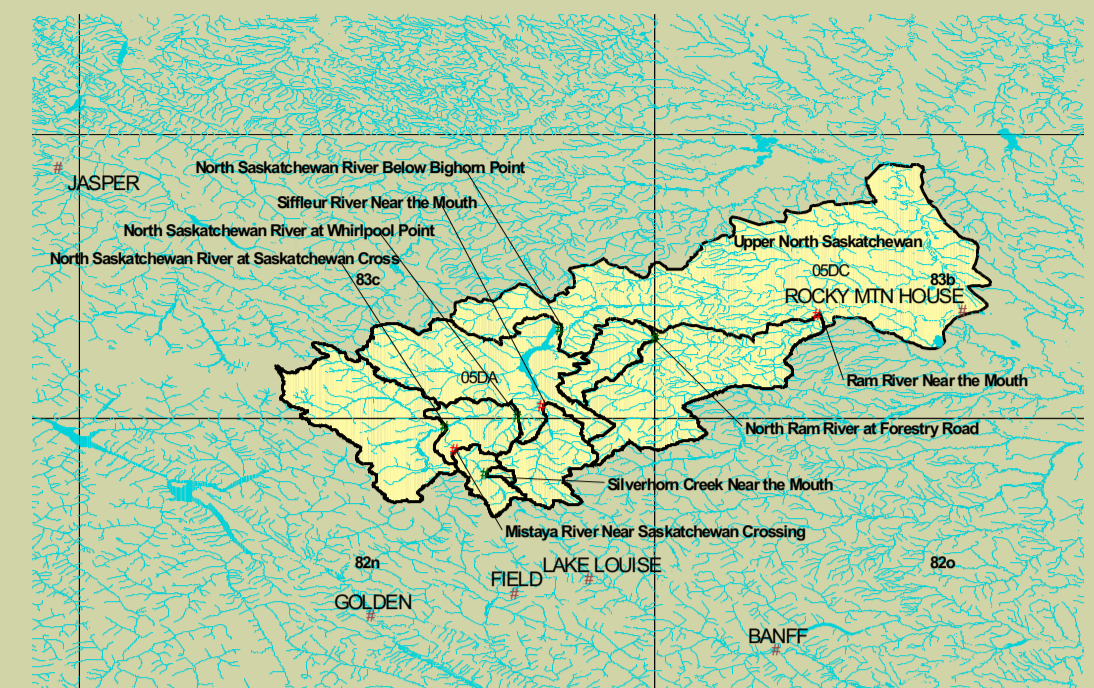 North Saskatchewan River Below Bighorn Point
JASPER
Siffleur River Near the Mouth
North Saskatchewan River at Whirlpool Point
Upper North Saskatchewan
North Saskatchewan River at Saskatchewan Cross
05DC
83c
83b
ROCKY MTN HOUSE
05DA
Ram River Near the Mouth
North Ram River at Forestry Road
Silverhorn Creek Near the Mouth
Mistaya River Near Saskatchewan Crossing
82n
82o
LAKE LOUISE
FIELD
GOLDEN
BANFF